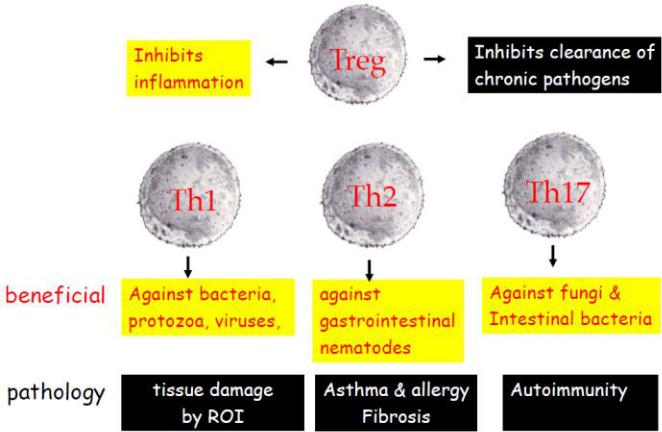 Inhibits
inflammation
Treg
Inhibits clearance of
chronic pathogens
Th1
Th2
Th17
beneficial
Against bacteria,
protozoa, viruses,
against
gastrointestinal
nematodes
Against fungi &
Intestinal bacteria
pathology
tissue damage
by ROI
Asthma & allergy
Fibrosis
Autoimmunity